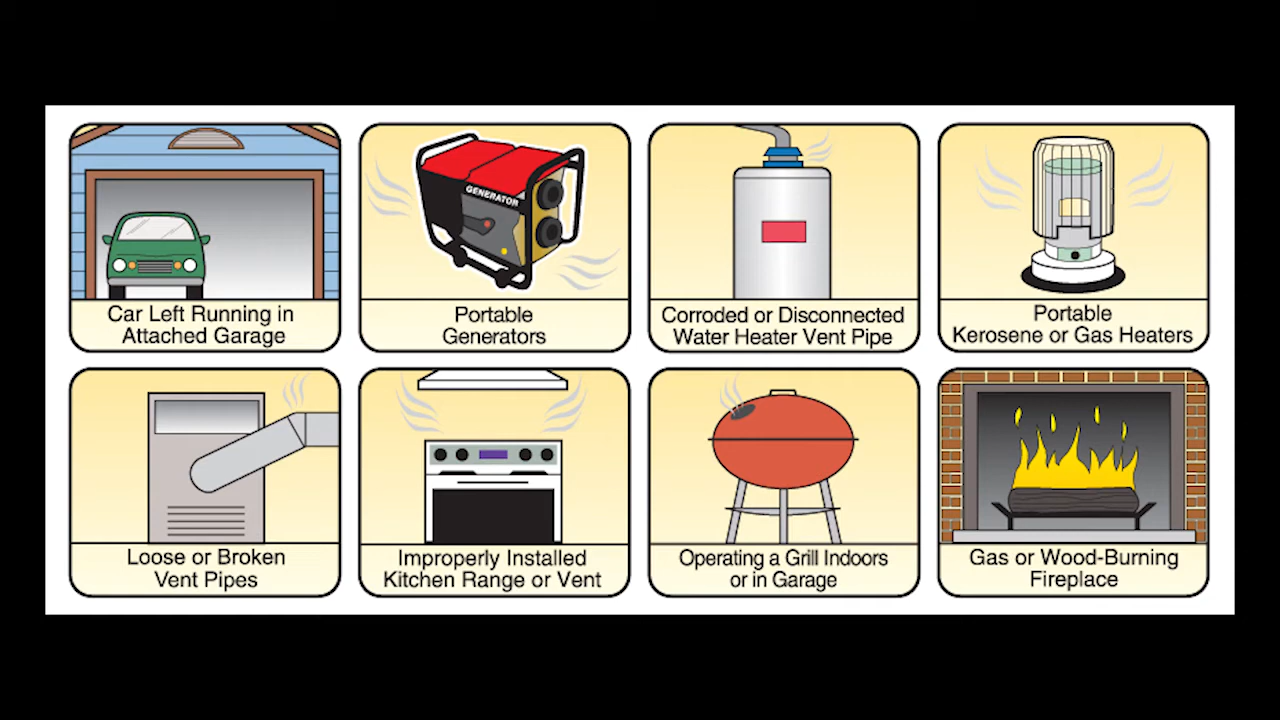 GENERATOR
Car Left Running in
Attached Garage
Portable
Generators
Corroded or Disconnected
Water Heater Vent Pipe
Portable
Kerosene or Gas Heaters
Loose or Broken
Vent Pipes
Improperly Installed
Kitchen Range or Vent
Operating a Grill Indoors
or in Garage
Gas or Wood-Burning
Fireplace